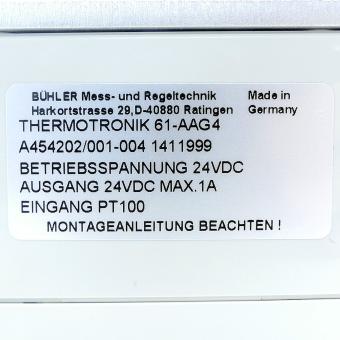 BÜHLER Mess- und Regeltechnik Made in
Harkortstrasse 29,D-40880 Ratingen Germany
THERMOTRONIK 61-AAG4
A454202/001-004 1411999
BETRIEBSSPANNUNG 24VDC
AUSGANG 24VDC MAX.1A
EINGANG PT100
MONTAGEANLEITUNG BEACHTEN !